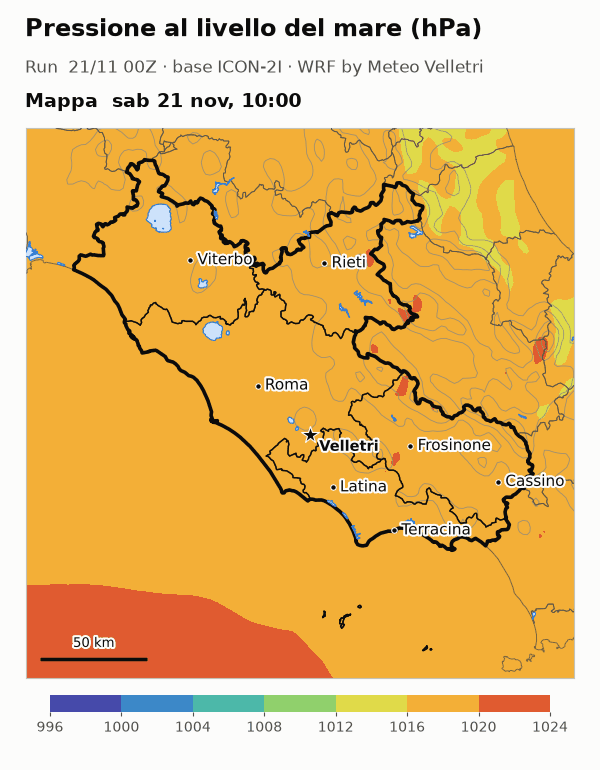 Pressione al livello del mare (hPa)
Run  21/11 00Z · base ICON-2I · WRF by Meteo Velletri
Mappa  sab 21 nov, 10:00
Viterbo
Rieti
Roma
Velletri
Frosinone
Latina
Cassino
Terracina
50 km
996 1000 1004 1008 1012 1016 1020 1024